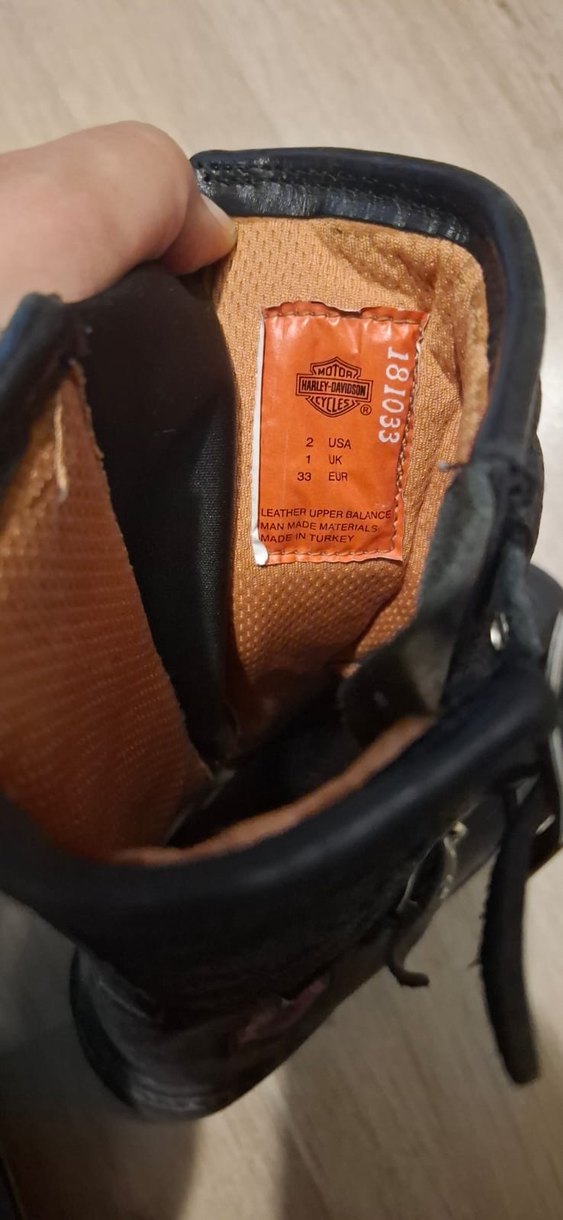 MOTOR
HARLEY-DAVIDSON
CYCLES
®
181033
2 USA
1 UK
33 EUR
LEATHER UPPER BALANCE
MAN MADE MATERIALS
MADE IN TURKEY